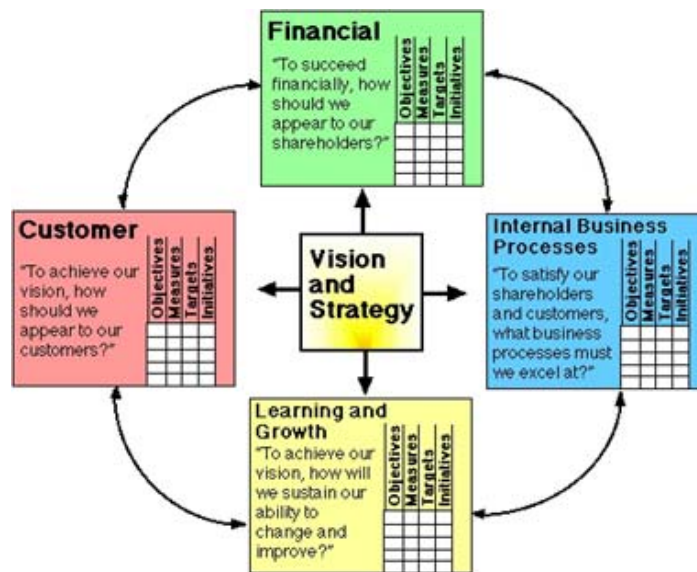 Financial
"To succeed
financially, how
should we
appear to our
shareholders?"
Objectives
Measures
Targets
Initiatives
Customer
"To achieve our
vision, how
should we
appear to our
customers?"
Objectives
Measures
Targets
Initiatives
Vision
and
Strategy
Internal Business
Processes
"To satisfy our
shareholders
and customers,
what business
processes must
we excel at?"
Objectives
Measures
Targets
Initiatives
Learning and
Growth
"To achieve our
vision, how will
we sustain our
ability to
change and
improve?"
Objectives
Measures
Targets
Initiatives